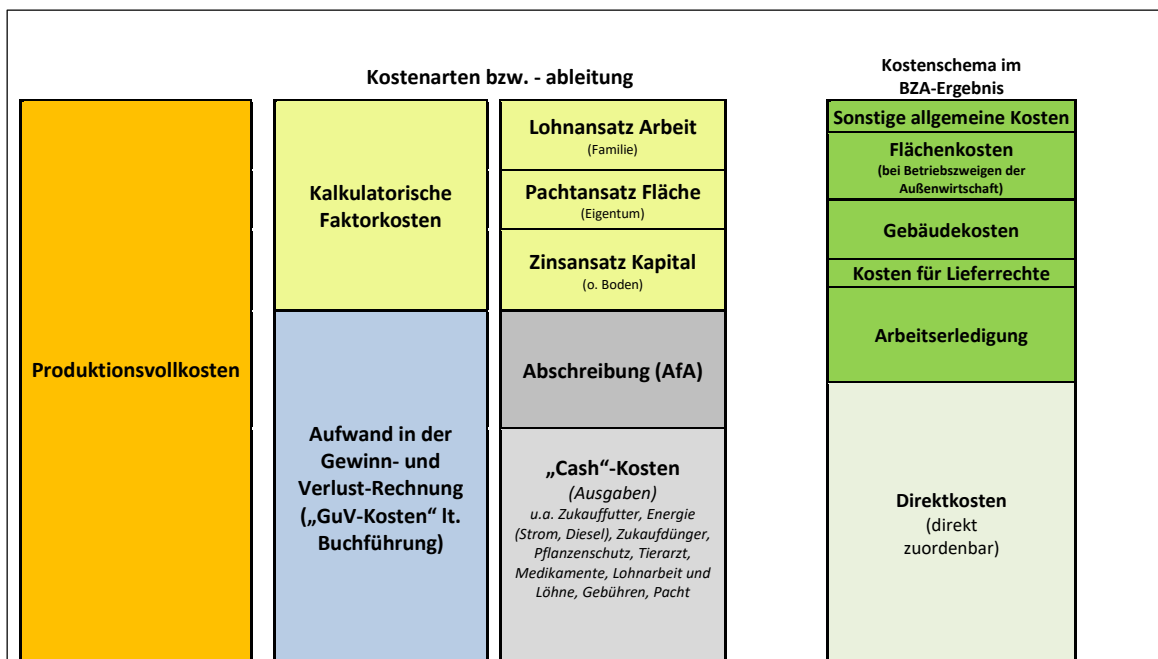 Kostenarten bzw. - ableitung
Kostenschema im
BZA-Ergebnis
Produktionsvollkosten
Kalkulatorische
Faktorkosten
Aufwand in der
Gewinn- und
Verlust-Rechnung
(„GuV-Kosten“ lt.
Buchführung)
Lohnansatz Arbeit
(Familie)
Pachtansatz Fläche
(Eigentum)
Zinsansatz Kapital
(o. Boden)
Abschreibung (AfA)
„Cash“-Kosten
(Ausgaben)
u.a. Zukauffutter, Energie
(Strom, Diesel), Zukaufdünger,
Pflanzenschutz, Tierarzt,
Medikamente, Lohnarbeit und
Löhne, Gebühren, Pacht
Sonstige allgemeine Kosten
Flächenkosten
(bei Betriebszweigen der
Außenwirtschaft)
Gebäudekosten
Kosten für Lieferrechte
Arbeitserledigung
Direktkosten
(direkt
zuordenbar)